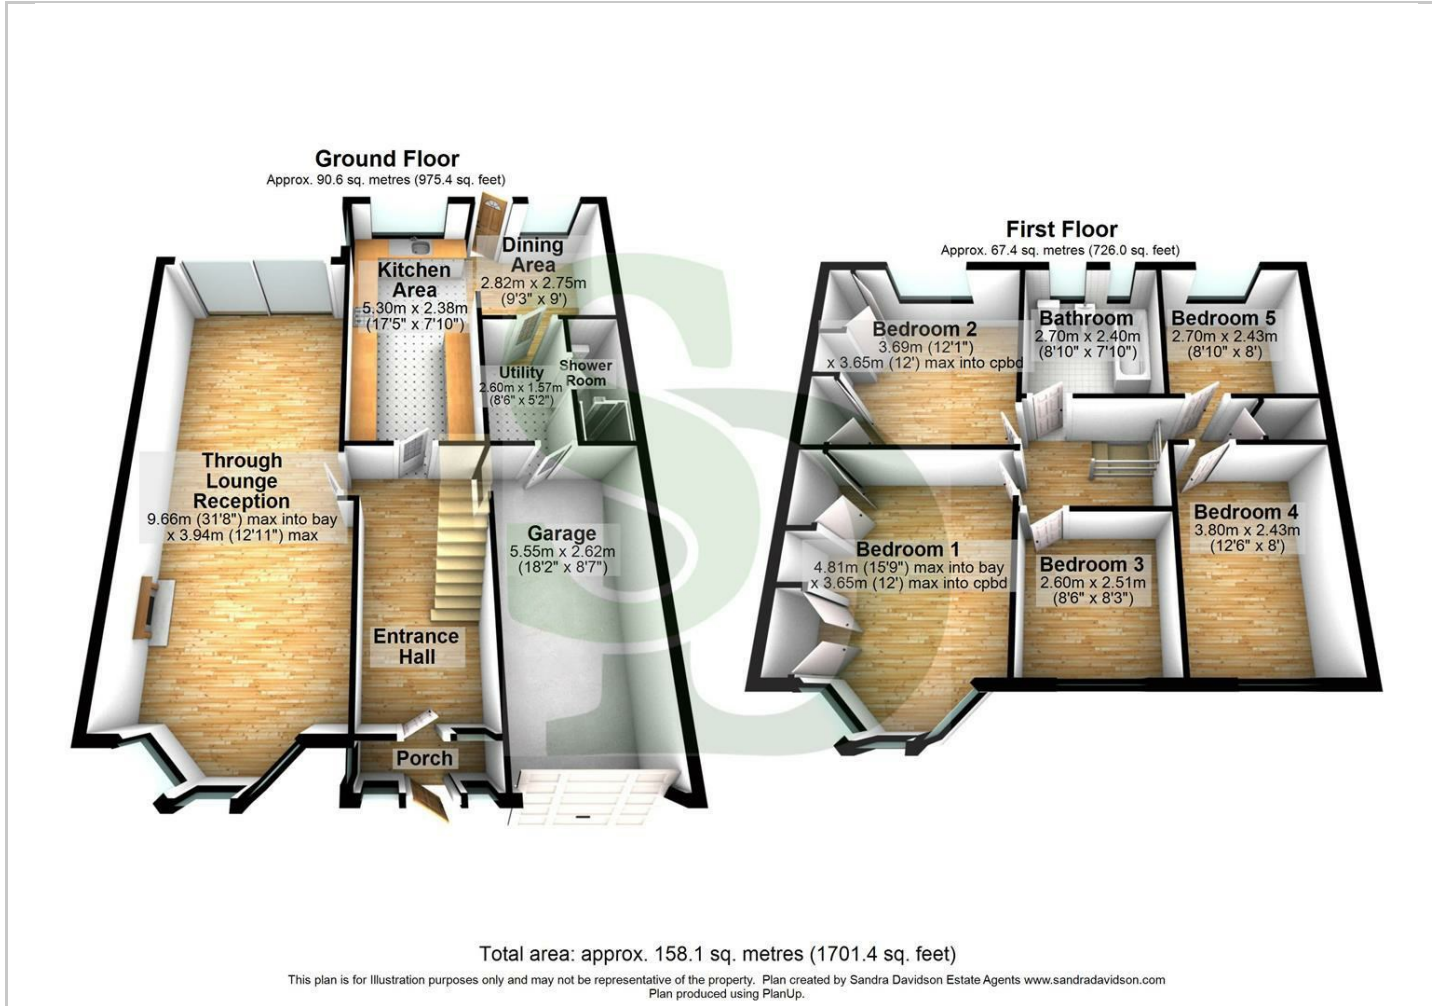 Ground Floor
Approx. 90.6 sq. metres (975.4 sq. feet)
Kitchen
Area
5.30m x 2.38m
(17'5" x 7'10")
Dining
Area
2.82m x 2.75m
(9'3" x 9')
Utility
2.60m x 1.57m
(8'6" x 5'2")
Shower
Room
Through
Lounge
Reception
9.66m (31'8") max into bay
x 3.94m (12'11") max
Garage
5.55m x 2.62m
(18'2" x 8'7")
Entrance
Hall
Porch
First Floor
Approx. 67.4 sq. metres (726.0 sq. feet)
Bedroom 2
3.69m (12'1")
x 3.65m (12') max into cpbd
Bathroom
2.70m x 2.40m
(8'10" x 7'10")
Bedroom 5
2.70m x 2.43m
(8'10" x 8')
Bedroom 1
4.81m (15'9") max into bay
x 3.65m (12') max into cpbd
Bedroom 3
2.60m x 2.51m
(8'6" x 8'3")
Bedroom 4
3.80m x 2.43m
(12'6" x 8')
Total area: approx. 158.1 sq. metres (1701.4 sq. feet)
This plan is for Illustration purposes only and may not be representative of the property. Plan created by Sandra Davidson Estate Agents www.sandradavidson.com
Plan produced using PlanUp.